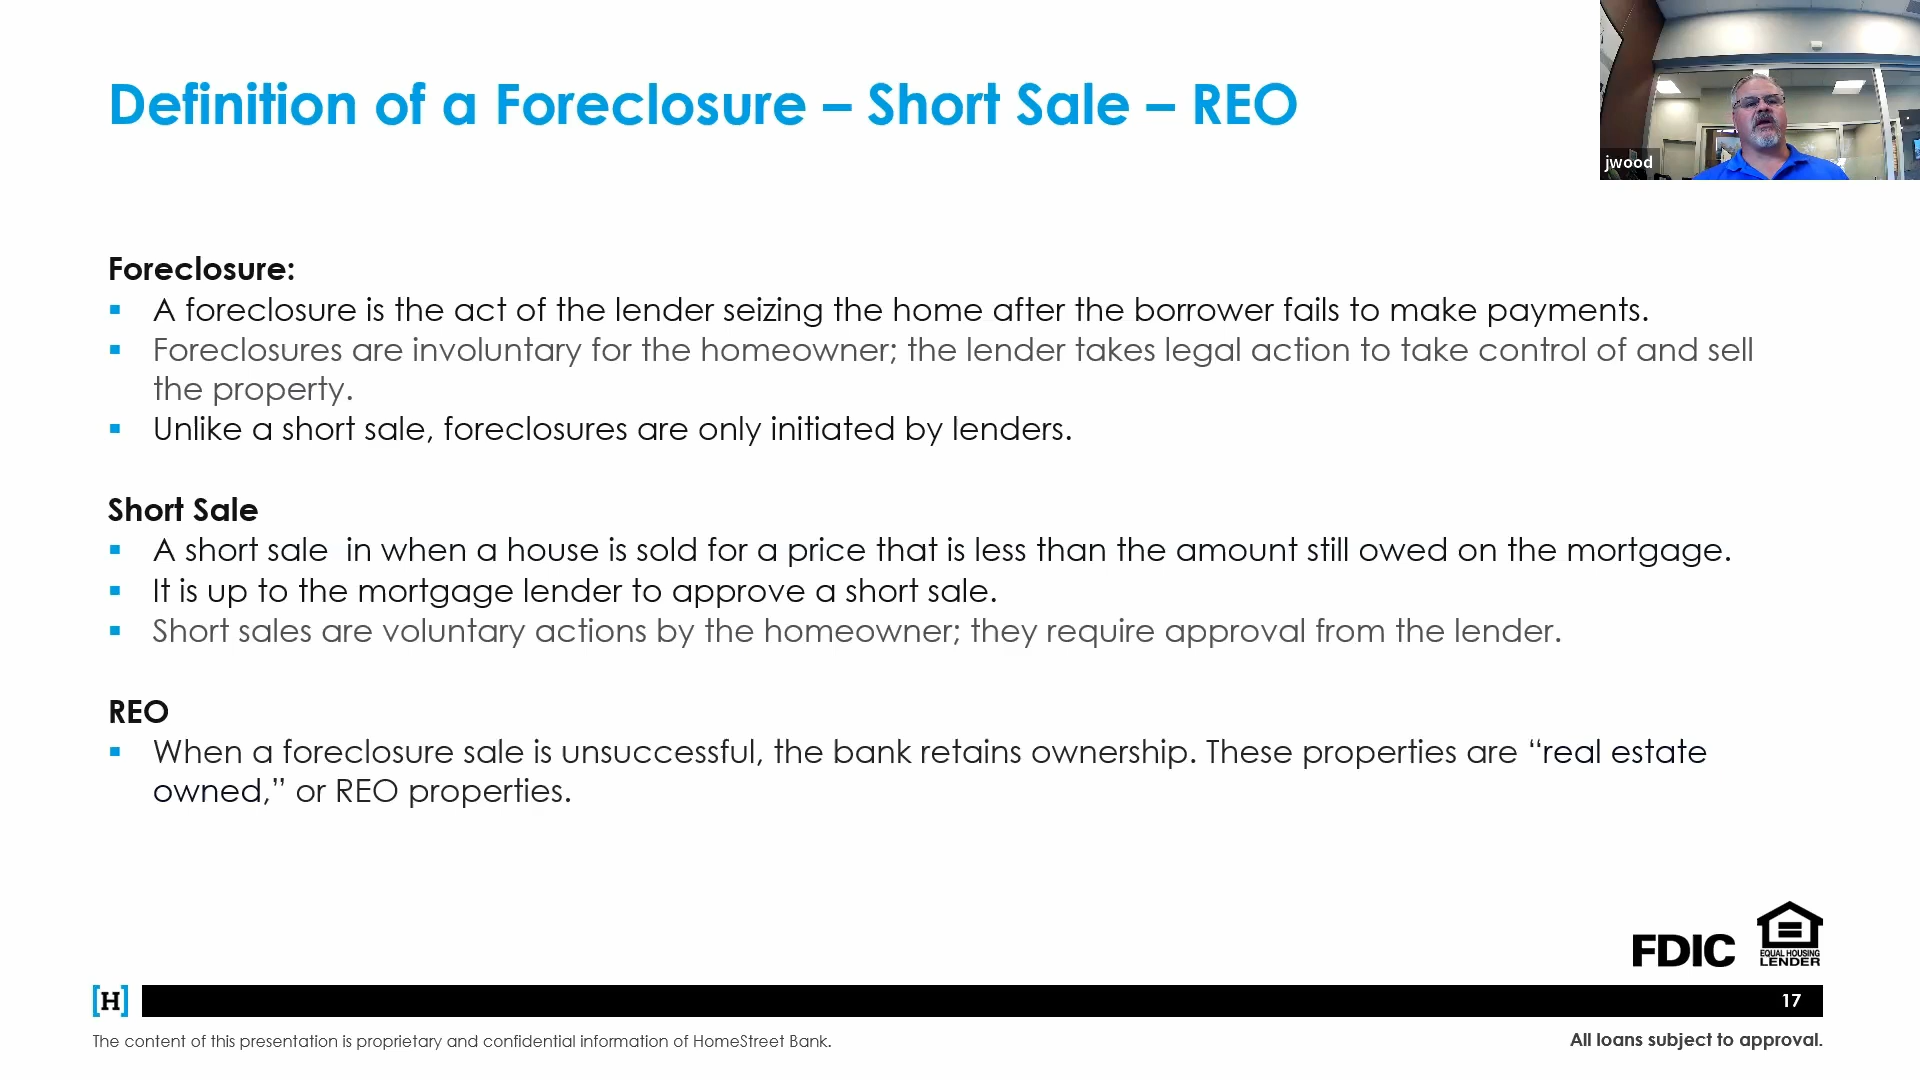 Definition of a Foreclosure – Short Sale – REO
jwood
Foreclosure:
▪ A foreclosure is the act of the lender seizing the home after the borrower fails to make payments.
▪ Foreclosures are involuntary for the homeowner; the lender takes legal action to take control of and sell
the property.
▪ Unlike a short sale, foreclosures are only initiated by lenders.
Short Sale
▪ A short sale  in when a house is sold for a price that is less than the amount still owed on the mortgage.
▪ It is up to the mortgage lender to approve a short sale.
▪ Short sales are voluntary actions by the homeowner; they require approval from the lender.
REO
▪ When a foreclosure sale is unsuccessful, the bank retains ownership. These properties are “real estate
owned,” or REO properties.
FDIC
EQUAL HOUSING
LENDER
[H]
17
The content of this presentation is proprietary and confidential information of HomeStreet Bank.
All loans subject to approval.